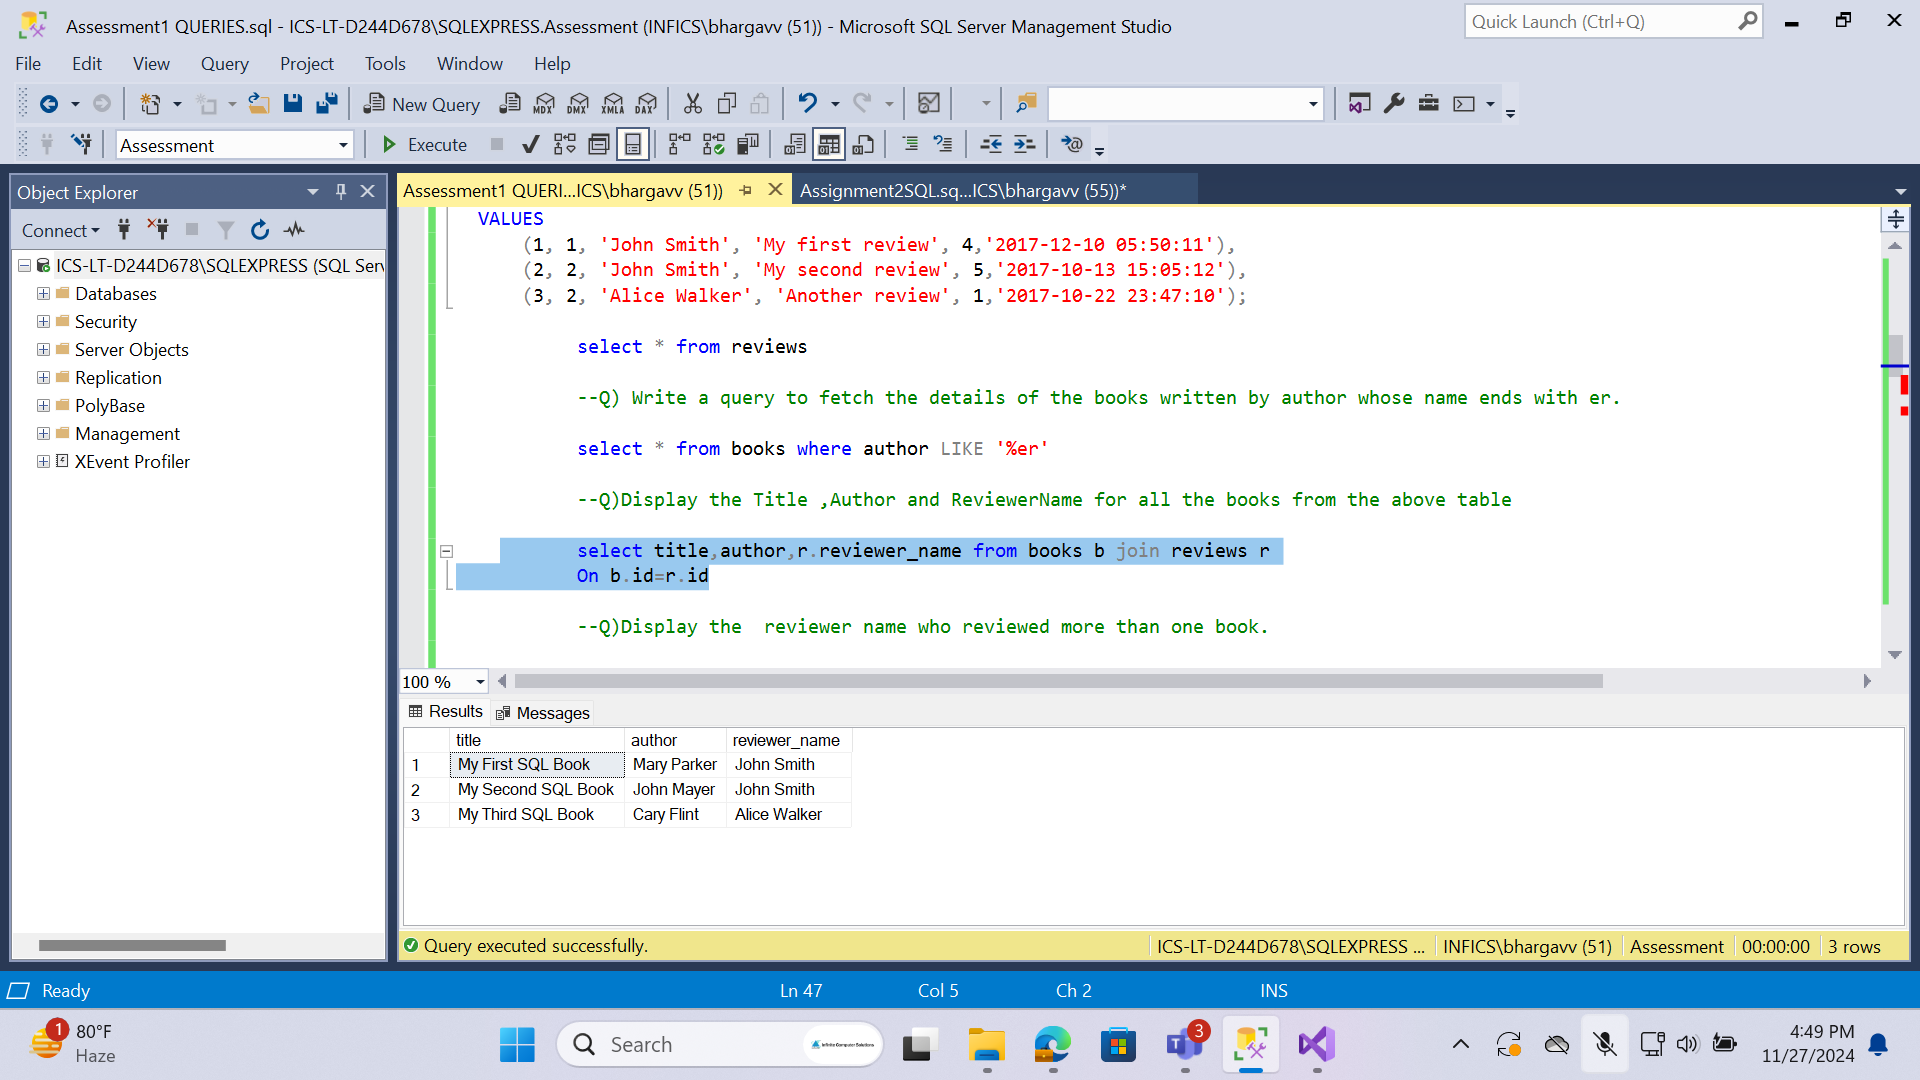 Assessment1 QUERIES.sql - ICS-LT-D244D678\SQLEXPRESS.Assessment (INFICS\bhargavv (51)) - Microsoft SQL Server Management Studio
Quick Launch (Ctrl+Q)
File Edit View Query Project Tools Window Help
New Query MDX DMX XMLA DAX
Assessment Execute
Object Explorer
Connect
ICS-LT-D244D678\SQLEXPRESS (SQL Serv
Databases
Security
Server Objects
Replication
PolyBase
Management
XEvent Profiler
Assessment1 QUERI...ICS\bhargavv (51)) Assignment2SQL.sq...ICS\bhargavv (55))*
VALUES
(1, 1, 'John Smith', 'My first review', 4,'2017-12-10 05:50:11'),
(2, 2, 'John Smith', 'My second review', 5,'2017-10-13 15:05:12'),
(3, 2, 'Alice Walker', 'Another review', 1,'2017-10-22 23:47:10');
select * from reviews
--Q) Write a query to fetch the details of the books written by author whose name ends with er.
select * from books where author LIKE '%er'
--Q)Display the Title ,Author and ReviewerName for all the books from the above table
select title,author,r.reviewer_name from books b join reviews r
On b.id=r.id
--Q)Display the  reviewer name who reviewed more than one book.
100 %
Results Messages
title author reviewer_name
1 My First SQL Book Mary Parker John Smith
2 My Second SQL Book John Mayer John Smith
3 My Third SQL Book Cary Flint Alice Walker
Query executed successfully. ICS-LT-D244D678\SQLEXPRESS ... INFICS\bhargavv (51) Assessment 00:00:00 3 rows
Ready Ln 47 Col 5 Ch 2 INS
1 80°F
Haze
Search
Infinite Computer Solutions
3
4:49 PM
11/27/2024